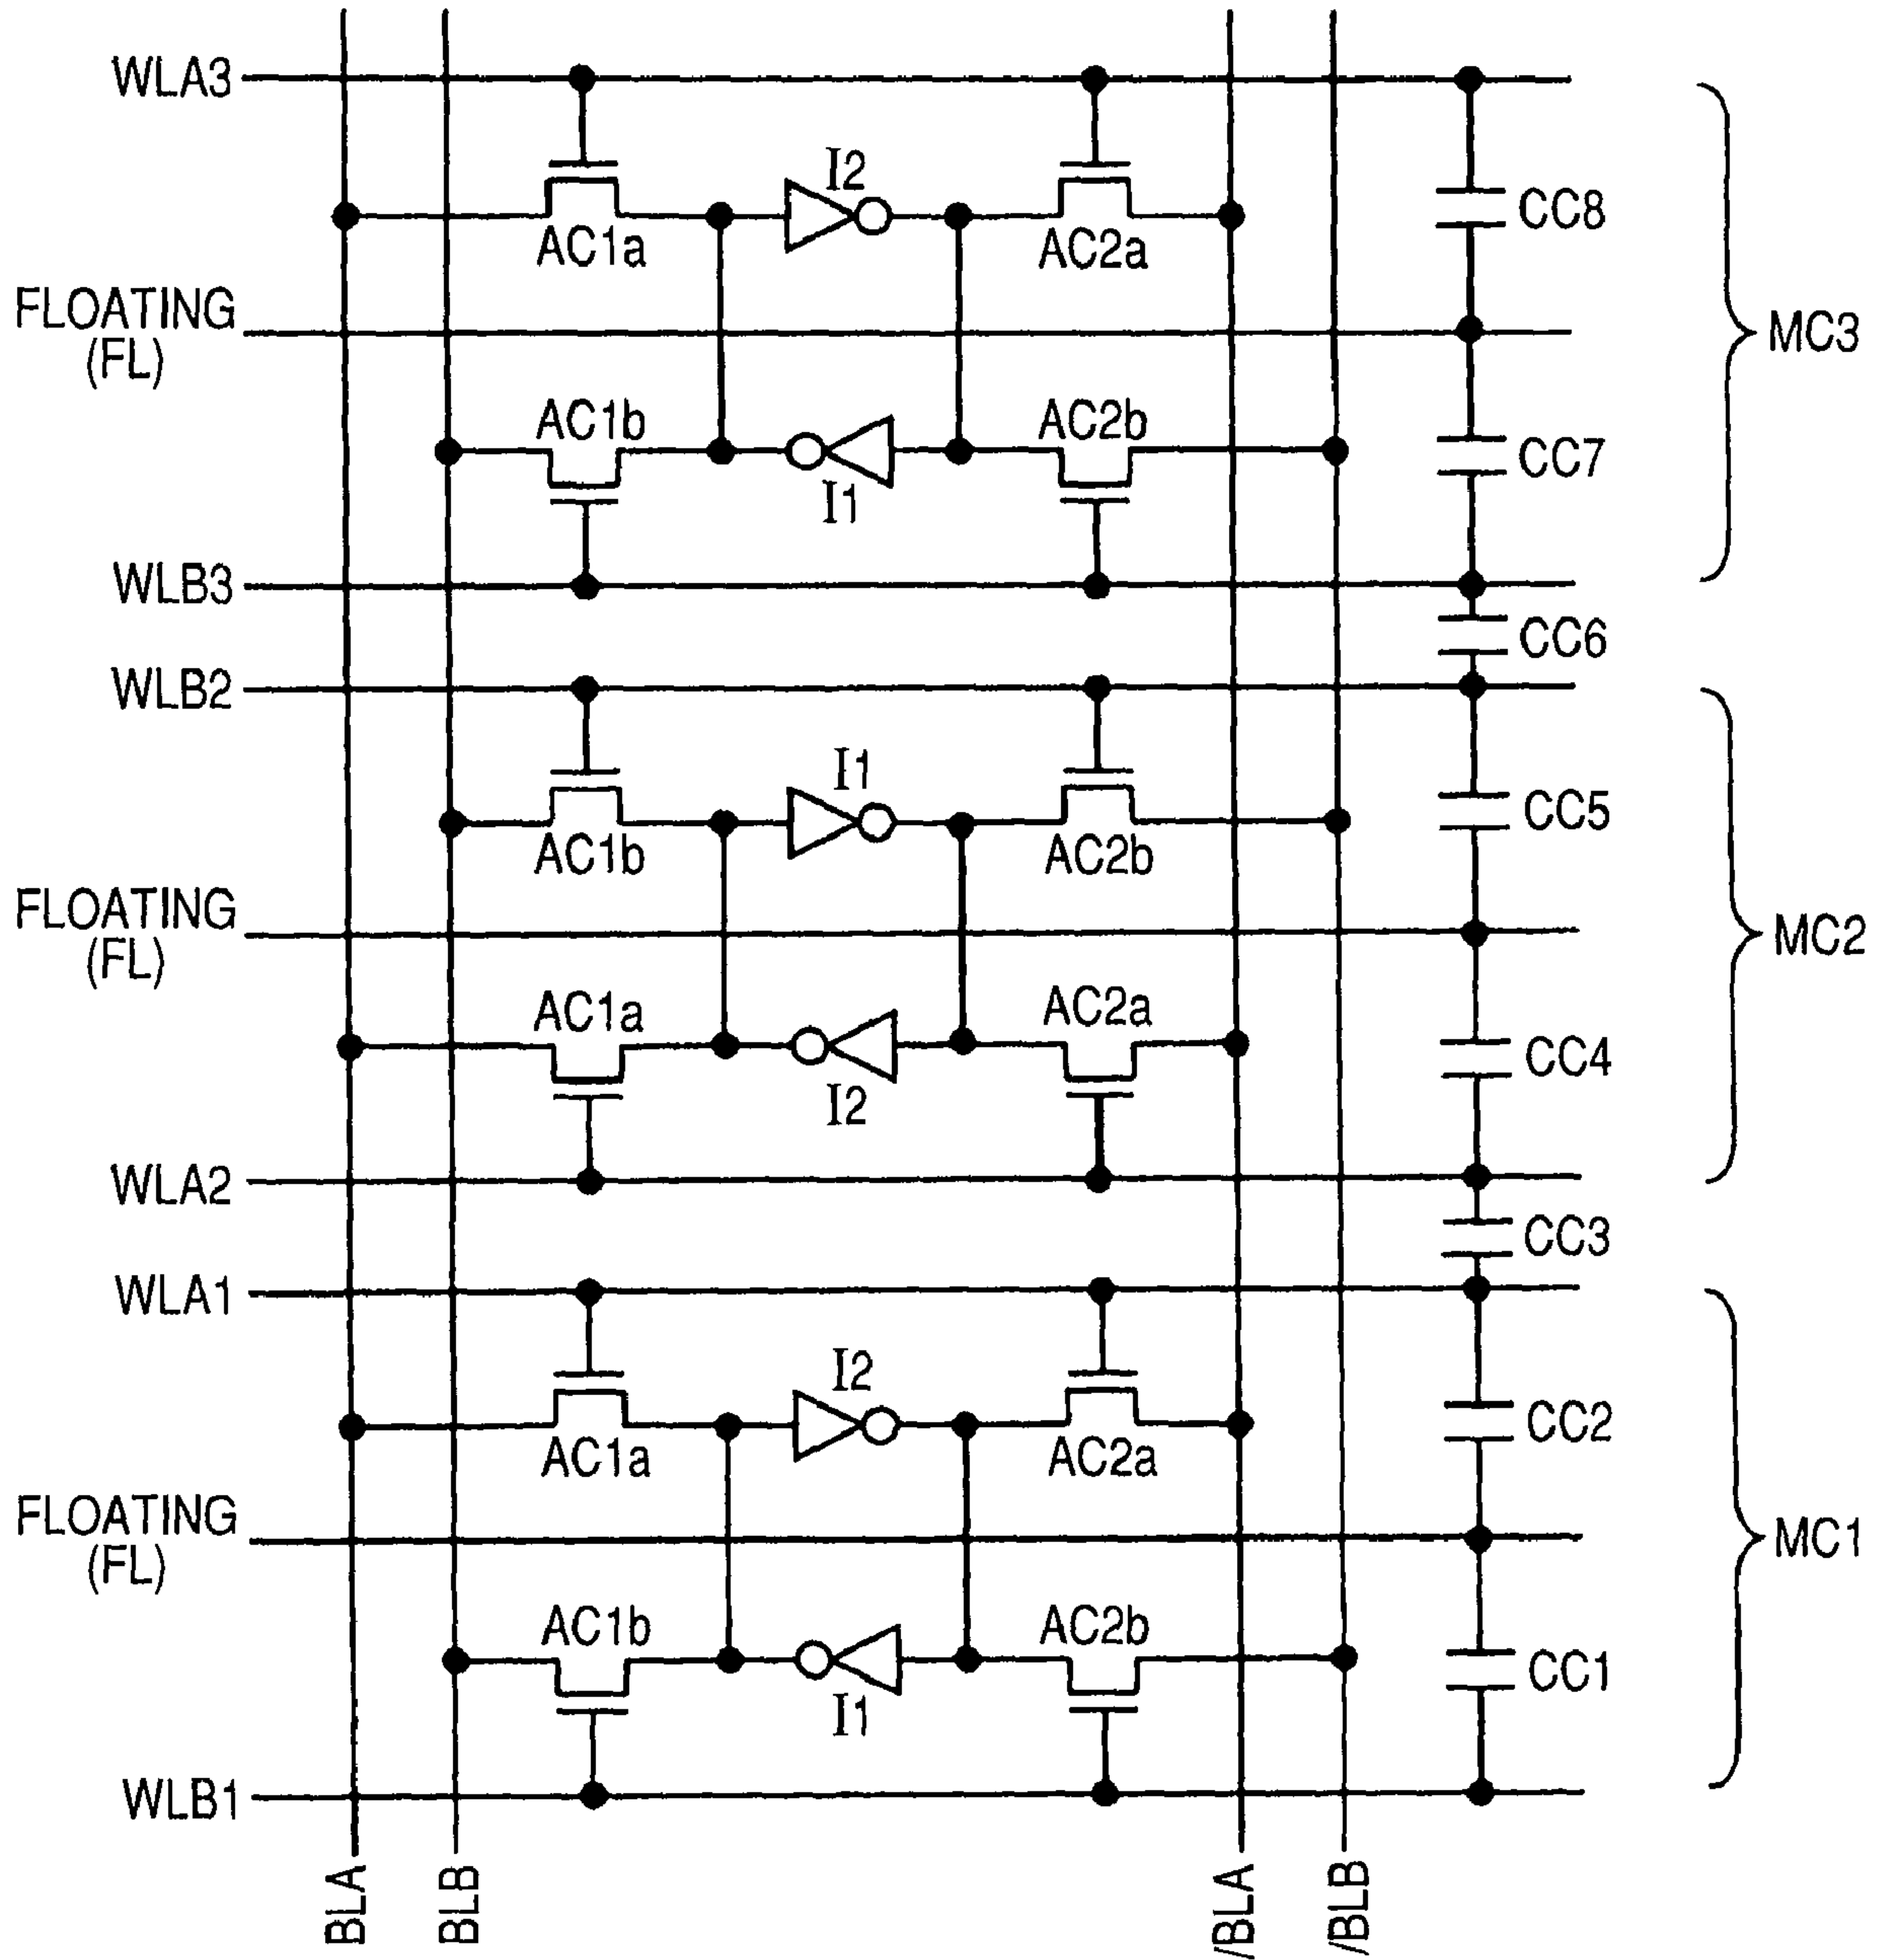 WLA3
I2
CC8
AC1a
AC2a
FLOATING
(FL)
MC3
AC1b
AC2b
CC7
I1
WLB3
CC6
WLB2
I1
CC5
AC1b
AC2b
FLOATING
(FL)
MC2
AC1a
AC2a
CC4
I2
WLA2
CC3
WLA1
I2
CC2
AC1a
AC2a
FLOATING
(FL)
MC1
AC1b
AC2b
CC1
I1
WLB1
BLA
BLB
/BLA
/BLB